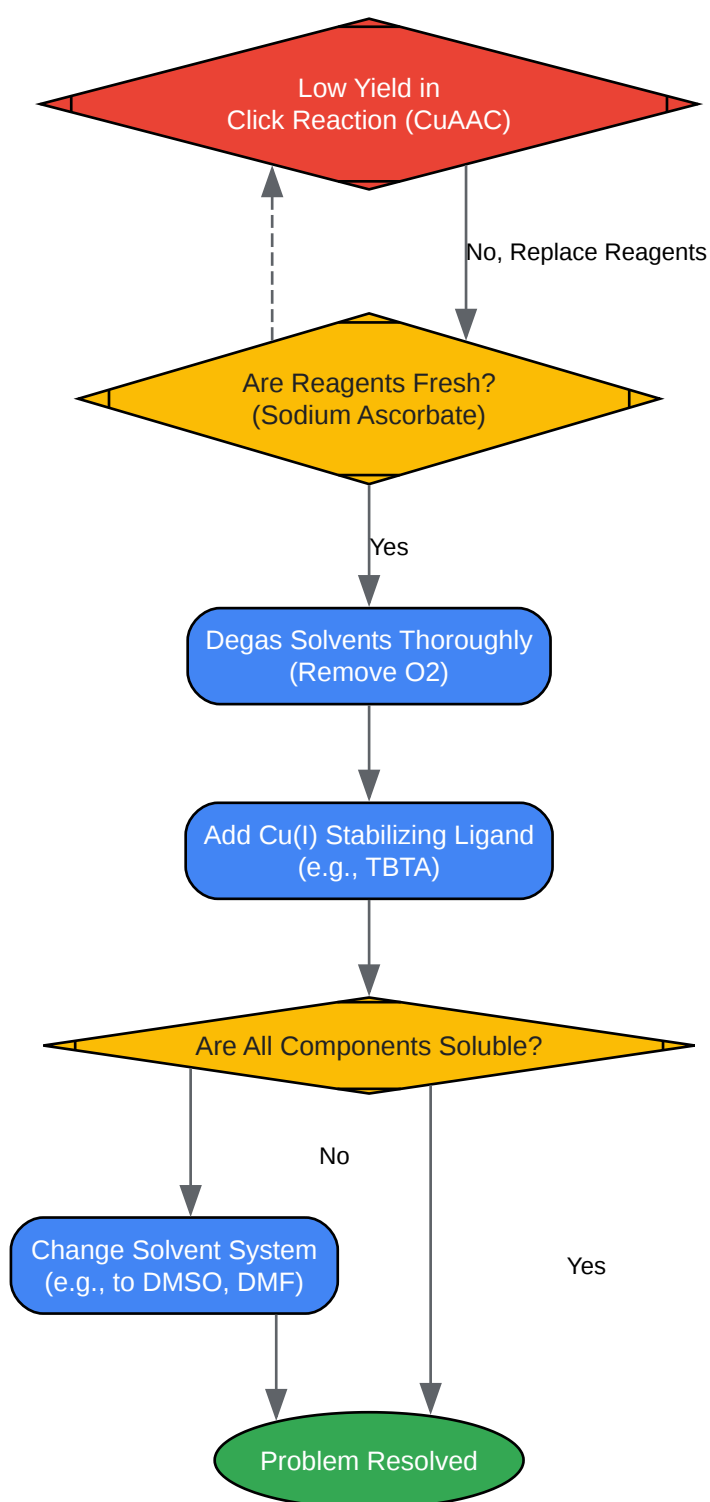 Low Yield in
Click Reaction (CuAAC)
No, Replace Reagents
Are Reagents Fresh?
(Sodium Ascorbate)
Yes
Degas Solvents Thoroughly
(Remove O2)
Add Cu(I) Stabilizing Ligand
(e.g., TBTA)
Are All Components Soluble?
No
Change Solvent System
(e.g., to DMSO, DMF)
Yes
Problem Resolved